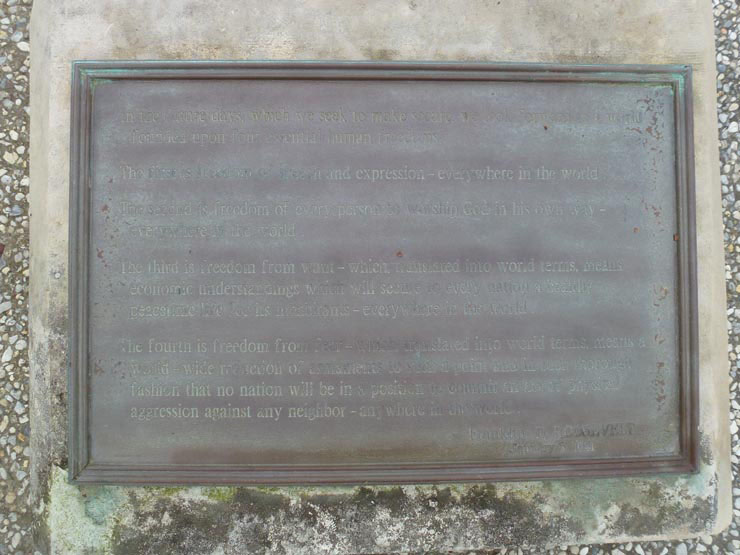 In the future days, which we seek to make secure, we look forward to a world
founded upon four essential human freedoms.
The first is freedom of speech and expression – everywhere in the world.
The second is freedom of every person to worship God in his own way –
everywhere in the world.
The third is freedom from want – which, translated into world terms, means
economic understandings which will secure to every nation a healthy
peacetime life for its inhabitants – everywhere in the world.
The fourth is freedom from fear – which, translated into world terms, means a
world – wide reduction of armaments to such a point and in such a thorough
fashion that no nation will be in a position to commit an act of physical
aggression against any neighbor – anywhere in the world.
ROOSEVELT